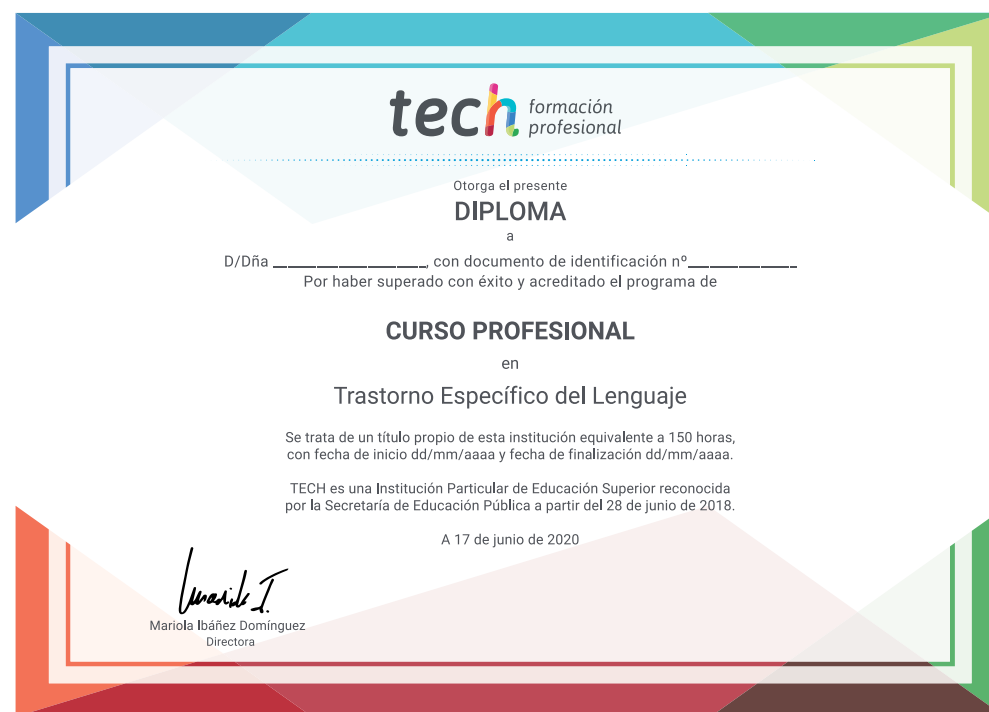 tech formación
profesional
Otorga el presente
DIPLOMA
a
D/Dña ____________________, con documento de identificación nº______________
Por haber superado con éxito y acreditado el programa de
CURSO PROFESIONAL
en
Trastorno Específico del Lenguaje
Se trata de un título propio de esta institución equivalente a 150 horas,
con fecha de inicio dd/mm/aaaa y fecha de finalización dd/mm/aaaa.
TECH es una Institución Particular de Educación Superior reconocida
por la Secretaría de Educación Pública a partir del 28 de junio de 2018.
A 17 de junio de 2020
Mariola Ibáñez Domínguez
Directora